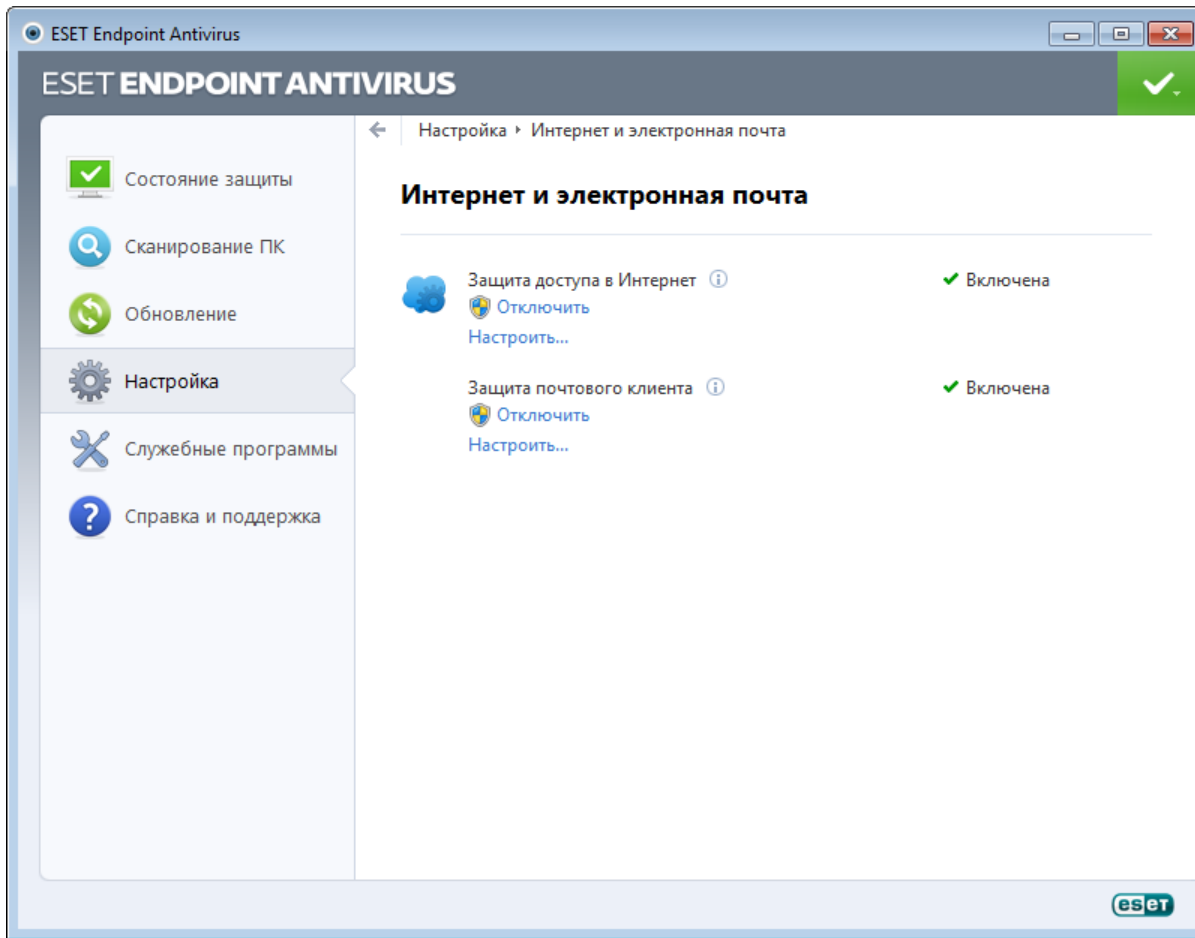 ESET Endpoint Antivirus
ESET ENDPOINT ANTIVIRUS
Состояние защиты
Сканирование ПК
Обновление
Настройка
Служебные программы
Справка и поддержка
Настройка Интернет и электронная почта
Интернет и электронная почта
Защита доступа в Интернет
Включена
Отключить
Настроить...
Защита почтового клиента
Включена
Отключить
Настроить...
eset